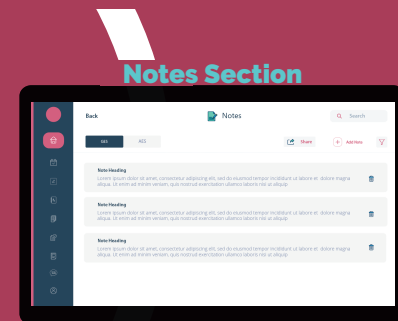 Notes Section
Back
Notes
Search
AES
Share
Add New
Note Heading
Lorem ipsum dolor sit amet, consectetur adipiscing elit, sed do eiusmod tempor incididunt ut labore et dolore magna
aliqua. Ut enim ad minim veniam, quis nostrud exercitation ullamco laboris nisi ut aliquip
Note Heading
Lorem ipsum dolor sit amet, consectetur adipiscing elit, sed do eiusmod tempor incididunt ut labore et dolore magna
aliqua. Ut enim ad minim veniam, quis nostrud exercitation ullamco laboris nisi ut aliquip
Note Heading
Lorem ipsum dolor sit amet, consectetur adipiscing elit, sed do eiusmod tempor incididunt ut labore et dolore magna
aliqua. Ut enim ad minim veniam, quis nostrud exercitation ullamco laboris nisi ut aliquip